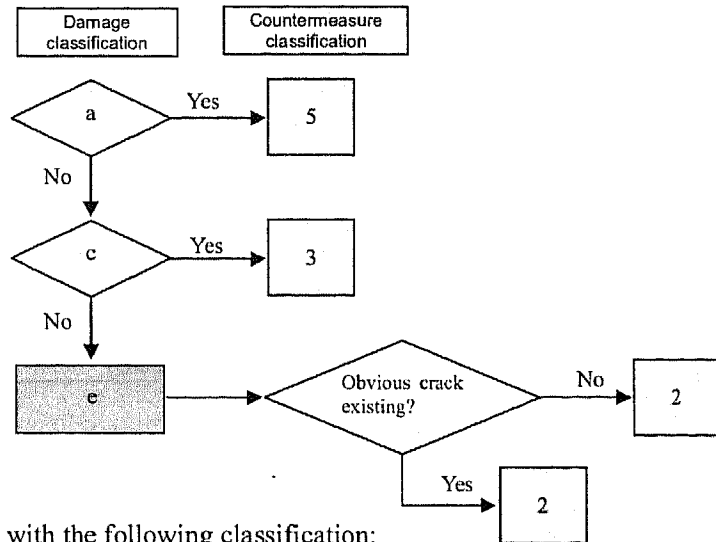 Damage
classification
Countermeasure
classification
a
Yes
5
No
c
Yes
3
No
e
Obvious crack
existing?
No
2
Yes
2
with the following classification: